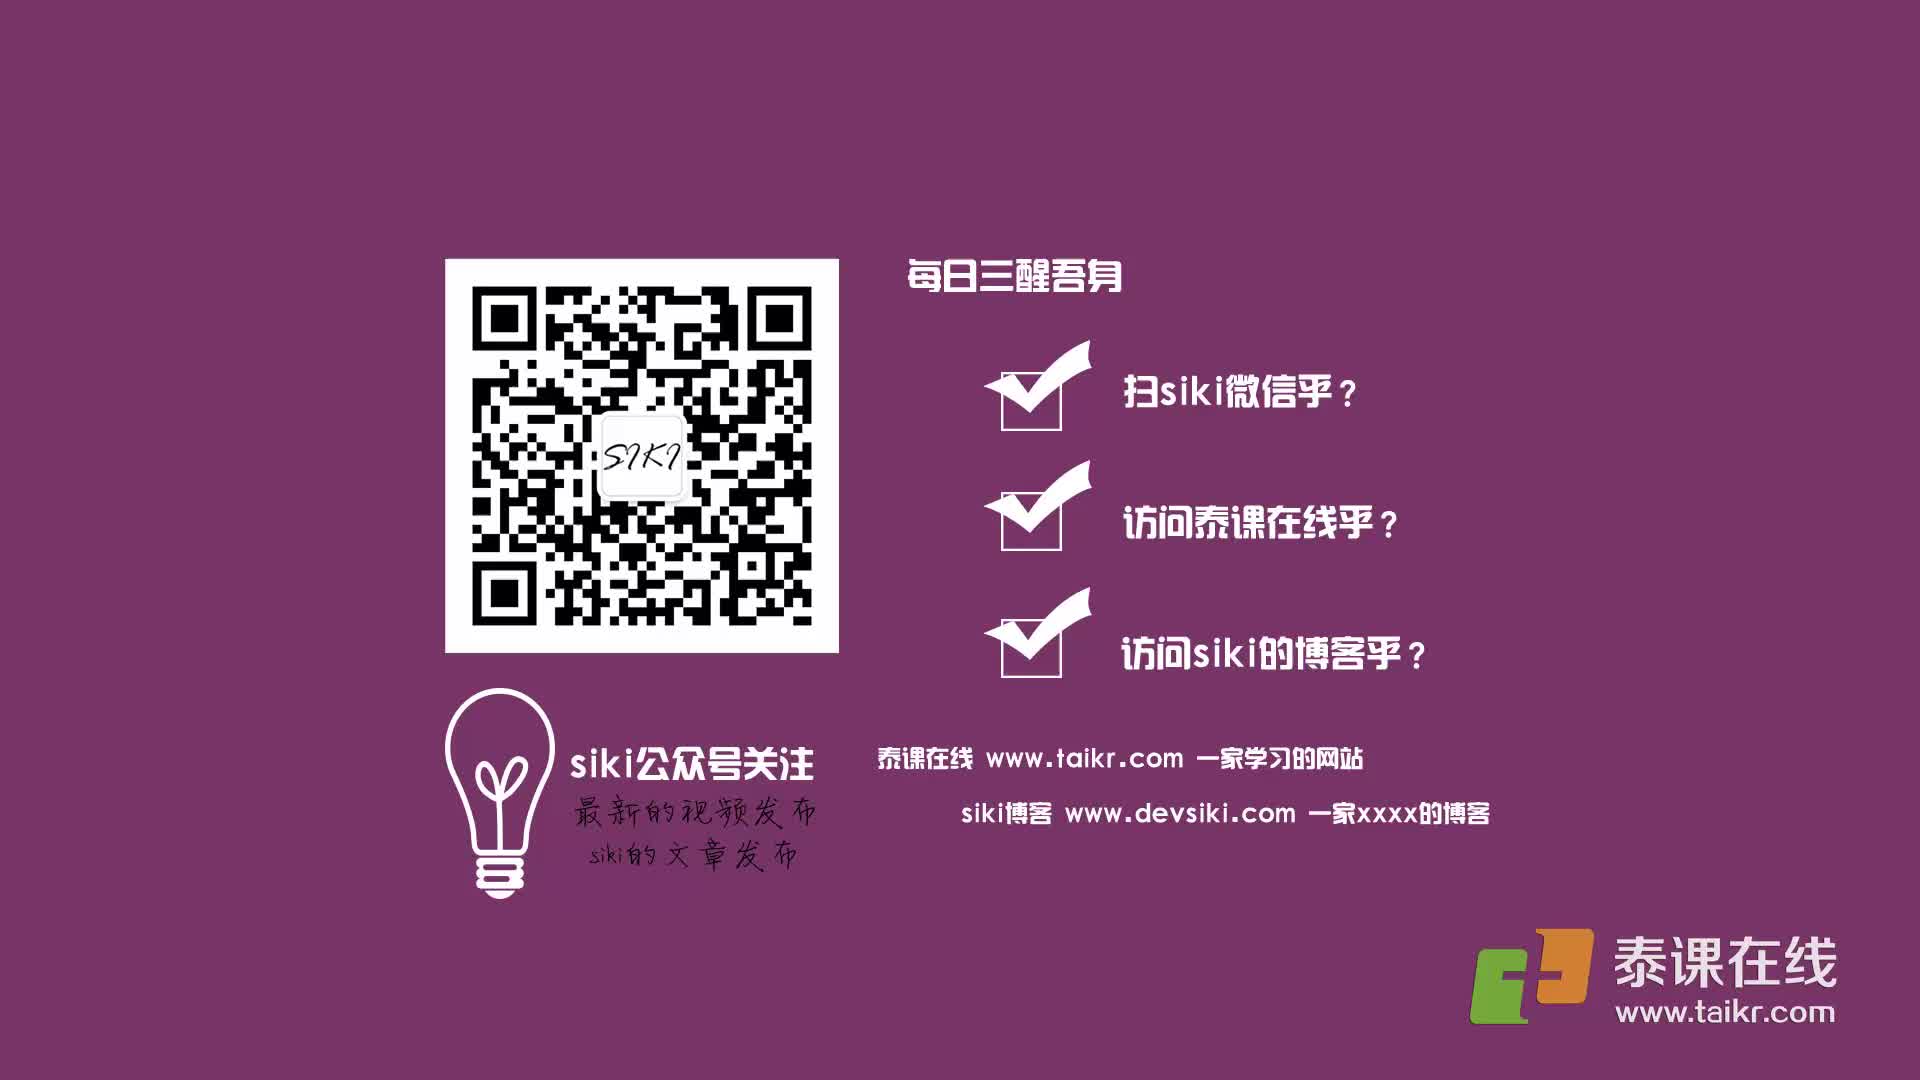 SIKI
每日三醒吾身
扫siki微信乎？
访问泰课在线乎？
访问siki的博客乎？
siki公众号关注
最新的视频发布
siki的文章发布
泰课在线 www.taikr.com 一家学习的网站
siki博客 www.devsiki.com 一家xxxx的博客
泰课在线
www.taikr.com